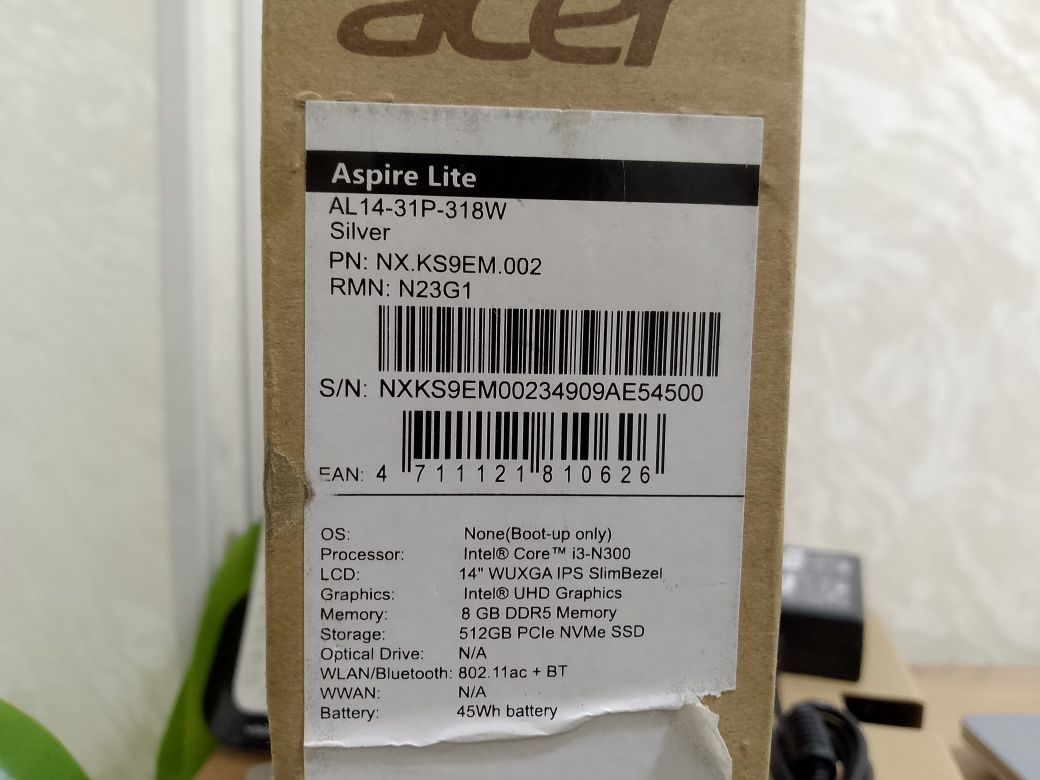 acer
Aspire Lite
AL14-31P-318W
Silver
PN: NX.KS9EM.002
RMN: N23G1
S/N: NXKS9EM00234909AE54500
EAN: 4 711121 810626
OS: None(Boot-up only)
Processor: Intel® Core™ i3-N300
LCD: 14" WUXGA IPS SlimBezel
Graphics: Intel® UHD Graphics
Memory: 8 GB DDR5 Memory
Storage: 512GB PCIe NVMe SSD
Optical Drive: N/A
WLAN/Bluetooth: 802.11ac + BT
WWAN: N/A
Battery: 45Wh battery